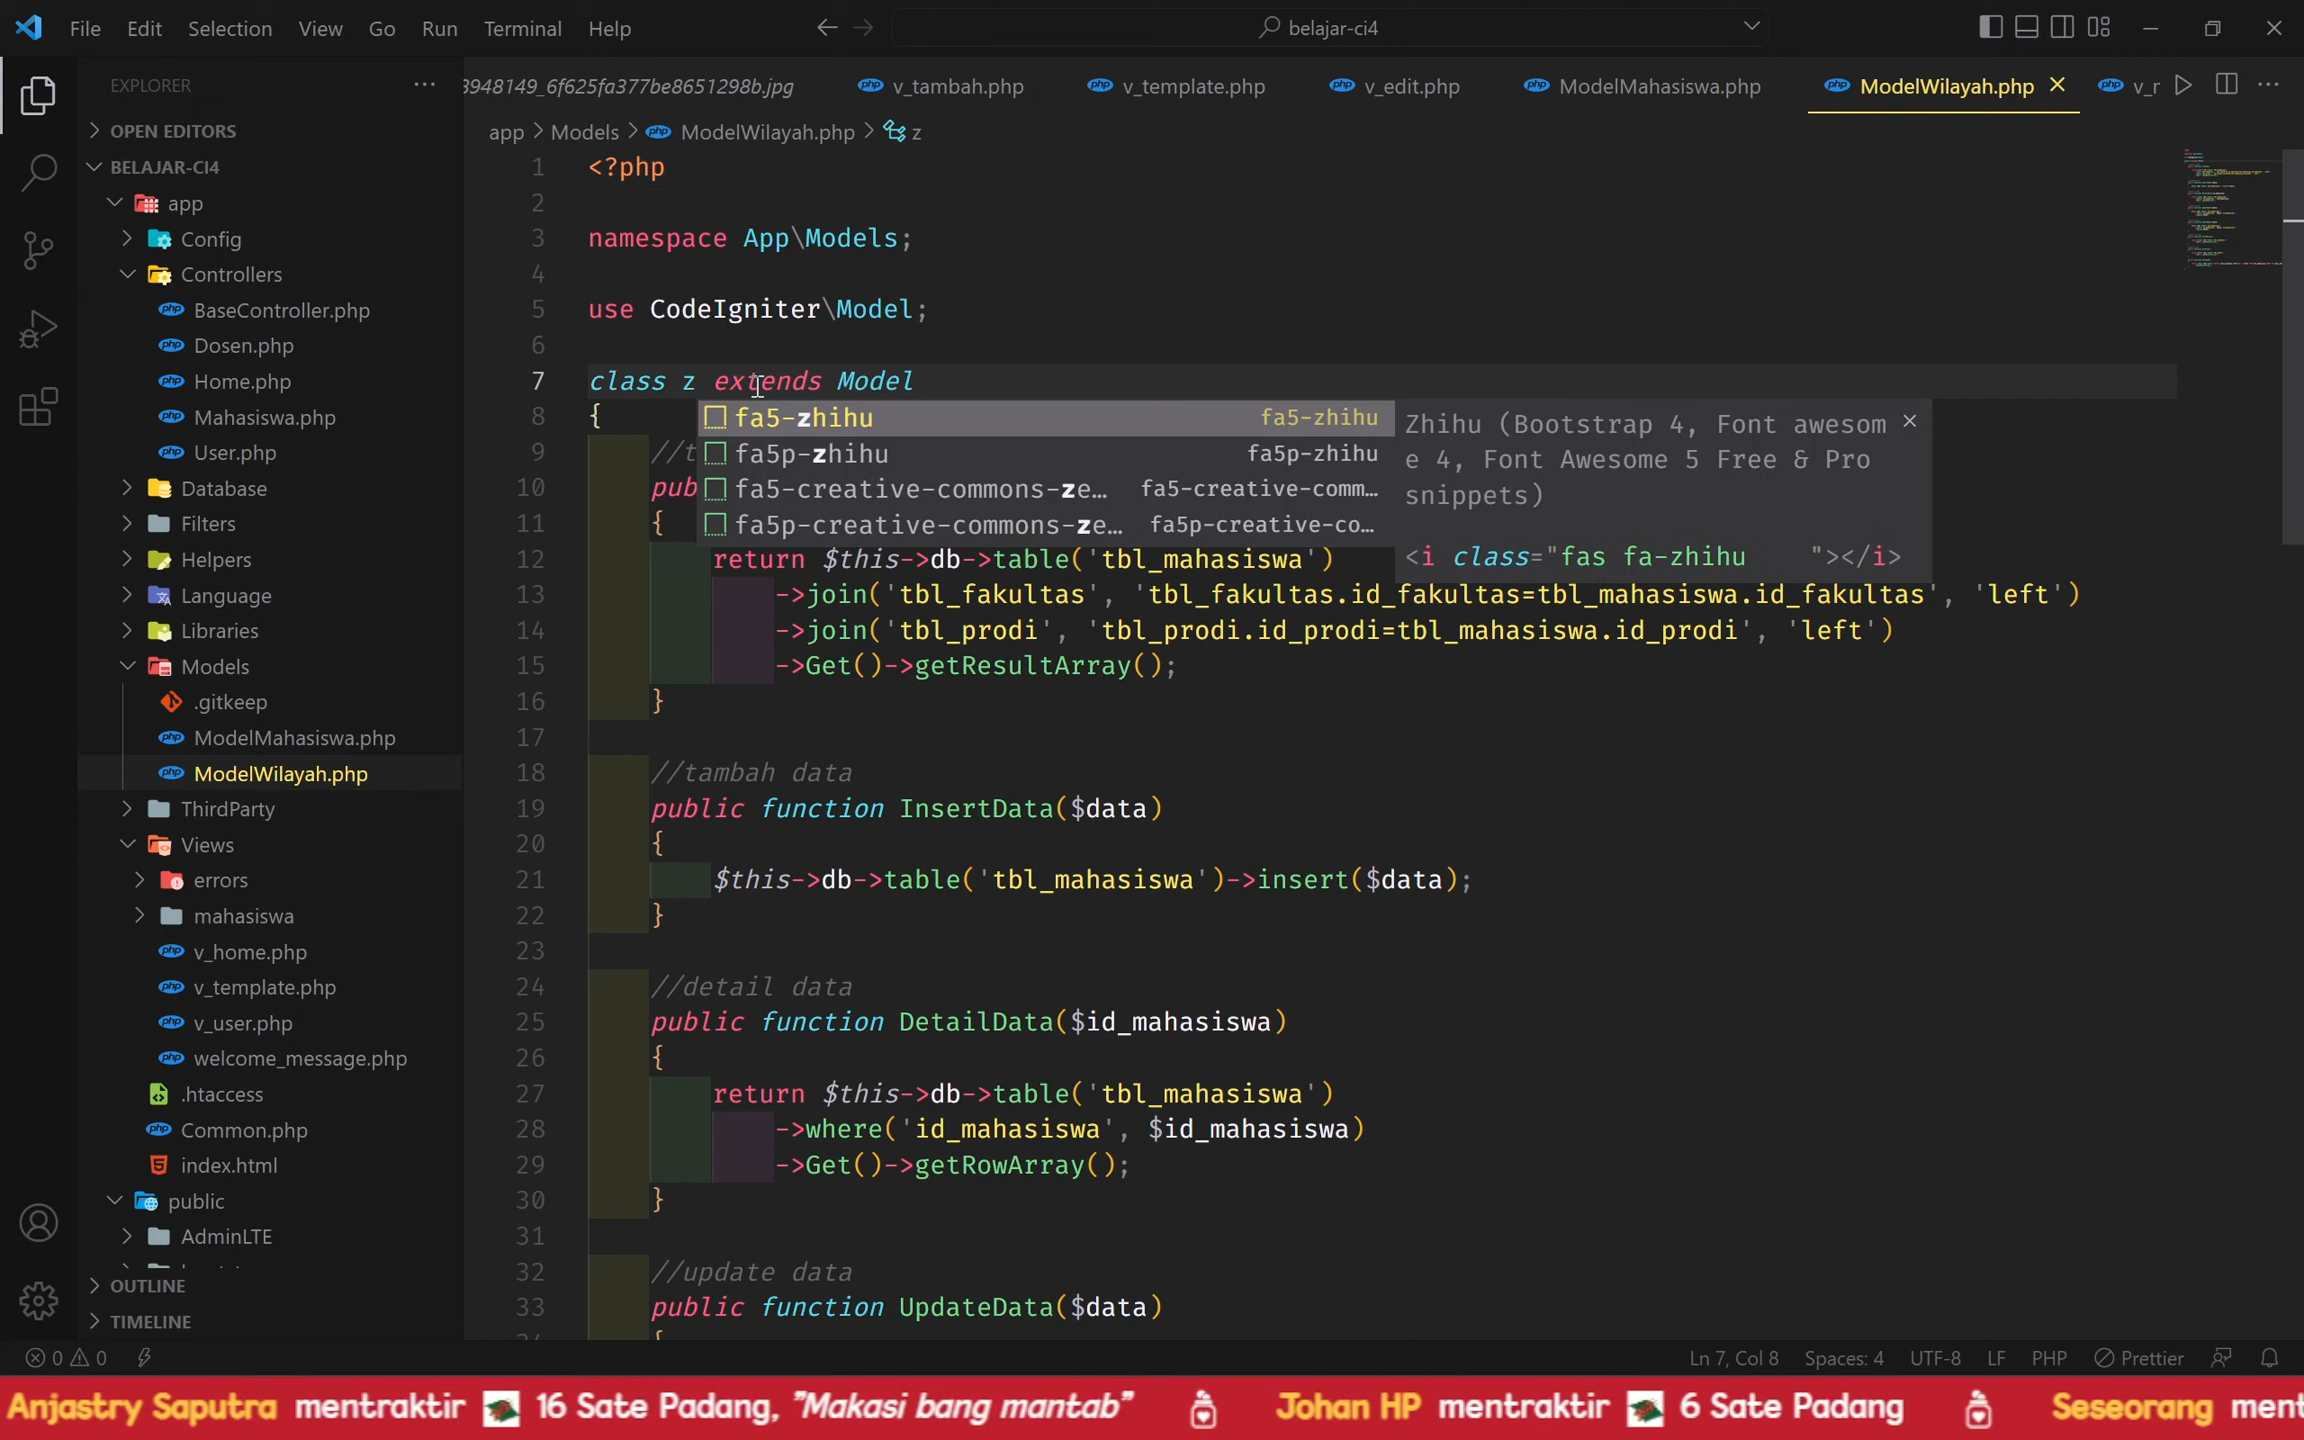 File Edit Selection View Go Run Terminal Help
belajar-ci4
EXPLORER
3948149_6f625fa377be8651298b.jpg v_tambah.php v_template.php v_edit.php ModelMahasiswa.php ModelWilayah.php v_r
app > Models > ModelWilayah.php > z
OPEN EDITORS
BELAJAR-CI4
app
Config
Controllers
BaseController.php
Dosen.php
Home.php
Mahasiswa.php
User.php
Database
Filters
Helpers
Language
Libraries
Models
.gitkeep
ModelMahasiswa.php
ModelWilayah.php
ThirdParty
Views
errors
mahasiswa
v_home.php
v_template.php
v_user.php
welcome_message.php
.htaccess
Common.php
index.html
public
AdminLTE
OUTLINE
TIMELINE
1 <?php
2
3 namespace App\Models;
4
5 use CodeIgniter\Model;
6
7 class z extends Model
8 {
9 //t
10 pub
11 {
12 return $this->db->table('tbl_mahasiswa')
13 ->join('tbl_fakultas', 'tbl_fakultas.id_fakultas=tbl_mahasiswa.id_fakultas', 'left')
14 ->join('tbl_prodi', 'tbl_prodi.id_prodi=tbl_mahasiswa.id_prodi', 'left')
15 ->Get()->getResultArray();
16 }
17
18 //tambah data
19 public function InsertData($data)
20 {
21 $this->db->table('tbl_mahasiswa')->insert($data);
22 }
23
24 //detail data
25 public function DetailData($id_mahasiswa)
26 {
27 return $this->db->table('tbl_mahasiswa')
28 ->where('id_mahasiswa', $id_mahasiswa)
29 ->Get()->getRowArray();
30 }
31
32 //update data
33 public function UpdateData($data)
fa5-zhihu fa5-zhihu
fa5p-zhihu fa5p-zhihu
fa5-creative-commons-ze… fa5-creative-comm…
fa5p-creative-commons-ze… fa5p-creative-co…
Zhihu (Bootstrap 4, Font awesom
e 4, Font Awesome 5 Free & Pro
snippets)
<i class="fas fa-zhihu "></i>
0 0
Ln 7, Col 8 Spaces: 4 UTF-8 LF PHP Prettier
Anjastry Saputra mentraktir 16 Sate Padang, "Makasi bang mantab" Johan HP mentraktir 6 Sate Padang Seseorang ment